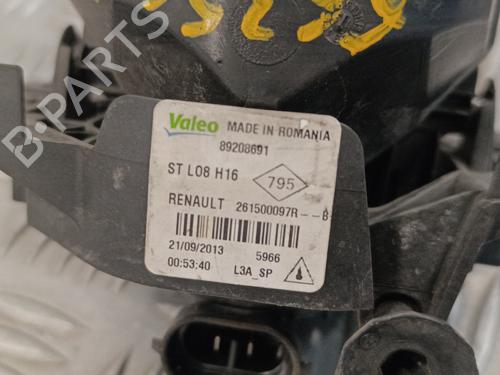 Valeo MADE IN ROMANIA
89208691
ST L08 H16 795
RENAULT 261500097R--B
21/09/2013 5966
00:53:40 L3A_SP
B-PARTS